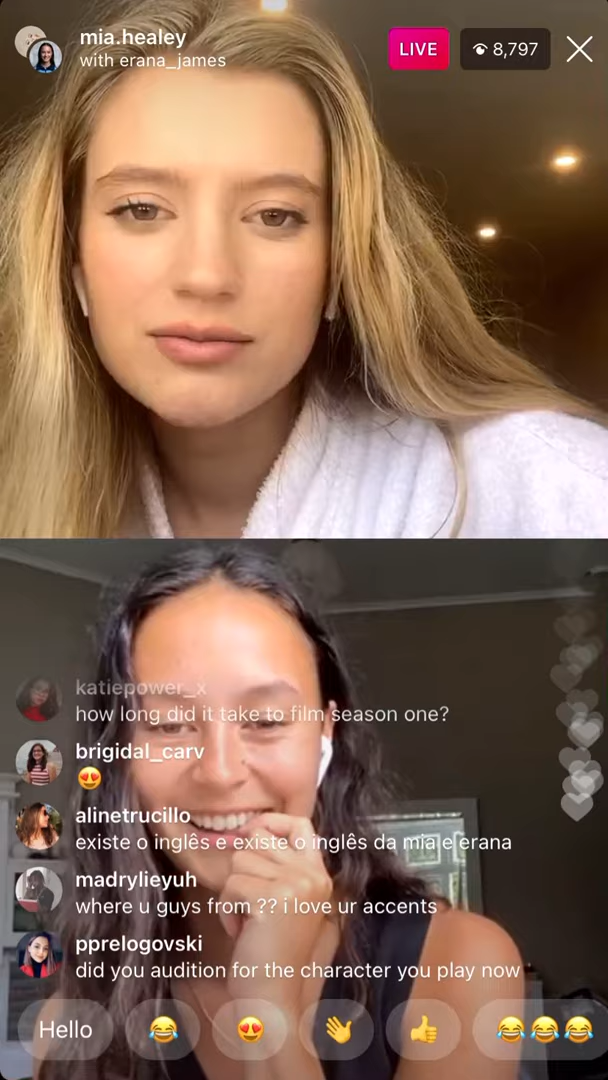 mia.healey
with erana_james
LIVE
8,797
katiepower_x
how long did it take to film season one?
brigidal_carv
😍
alinetrucillo
existe o inglês e existe o inglês da mia e erana
madrylieyuh
where u guys from ?? i love ur accents
pprelogovski
did you audition for the character you play now
Hello 😂 😍 👋 👍 😂😂😂